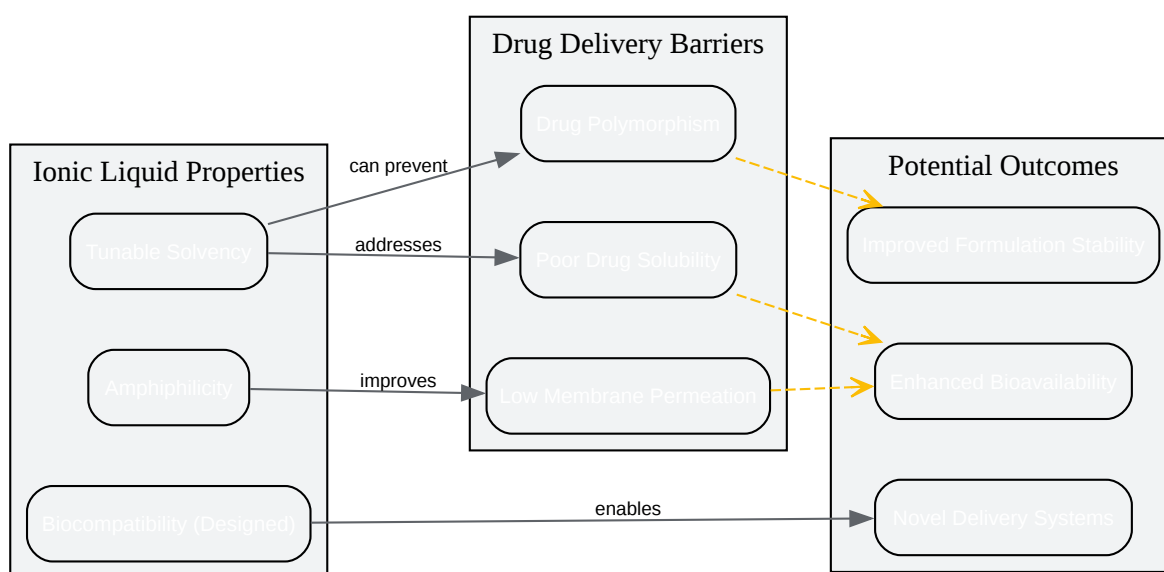 Ionic Liquid Properties
Tunable Solvency
Amphiphilicity
Biocompatibility (Designed)
can prevent
addresses
improves
enables
Drug Delivery Barriers
Drug Polymorphism
Poor Drug Solubility
Low Membrane Permeation
Potential Outcomes
Improved Formulation Stability
Enhanced Bioavailability
Novel Delivery Systems